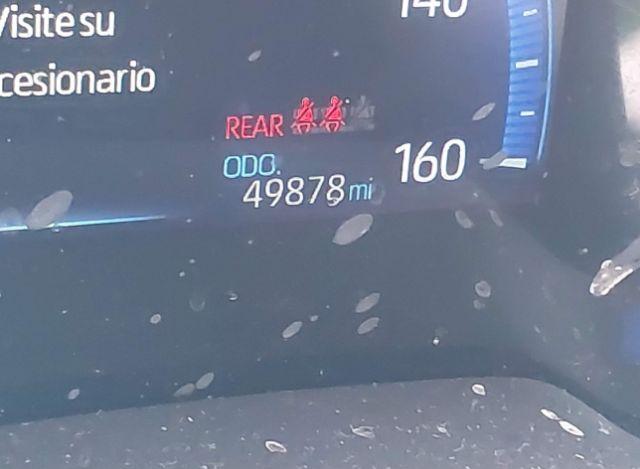 Visite su
cesionario
140
REAR
ODO.
49878 mi
160